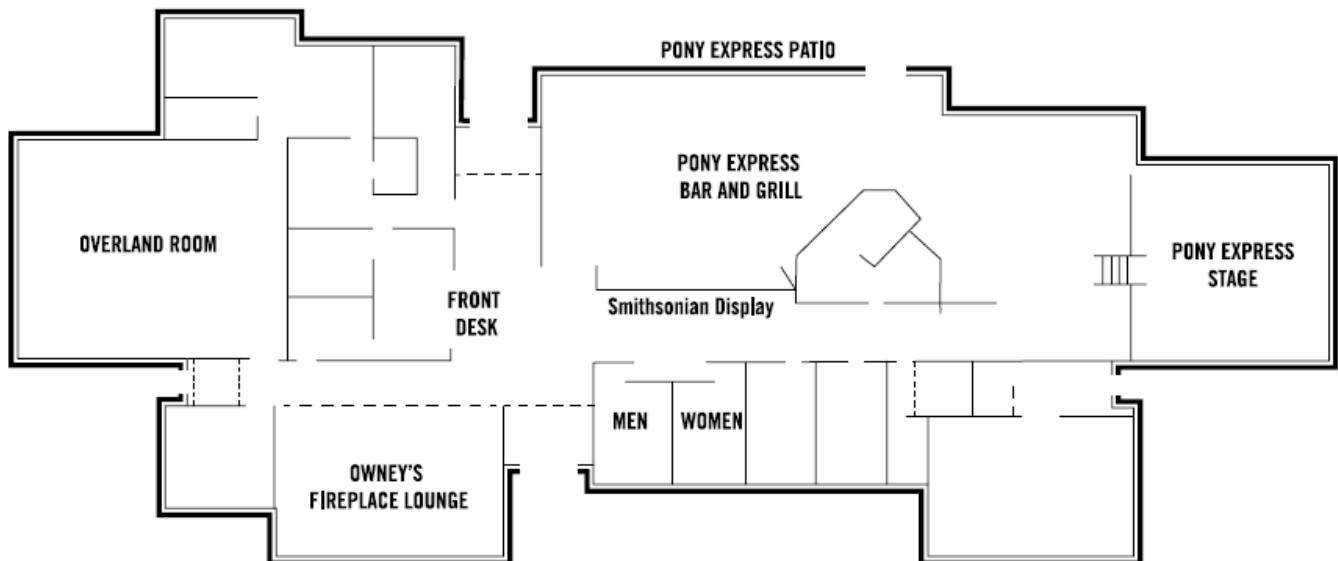 PONY EXPRESS PATIO
PONY EXPRESS
BAR AND GRILL
OVERLAND ROOM
PONY EXPRESS
STAGE
FRONT
DESK
Smithsonian Display
MEN
WOMEN
OWNEY'S
FIREPLACE LOUNGE